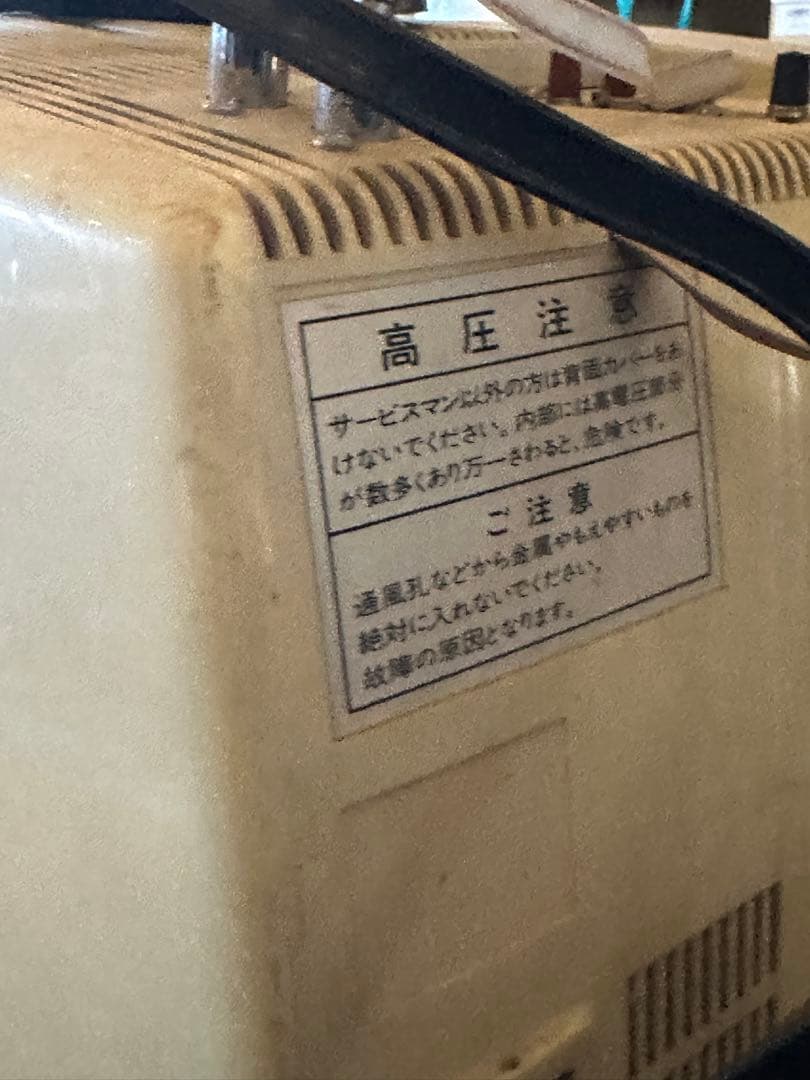 高圧注意
サービスマン以外の方は背面カバーをあ
けないでください。内部には高電圧部分
が数多くあり万一さわると、危険です。
ご注意
通風孔などから金属やもえやすいものを
絶対に入れないでください。
故障の原因となります。